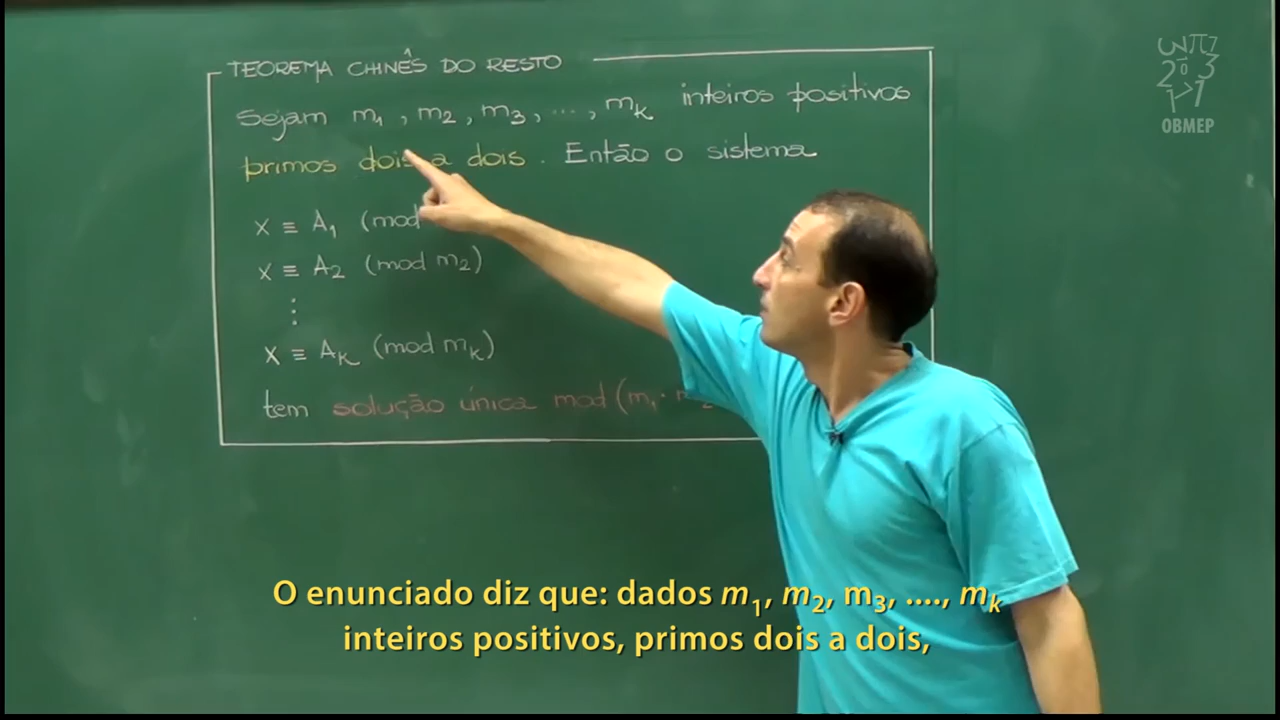 TEOREMA CHINÊS DO RESTO
Sejam m₁, m₂, m₃, ..., mₖ inteiros positivos
primos dois a dois. Então o sistema
x ≡ A₁ (mod
x ≡ A₂ (mod m₂)
⋮
x ≡ Aₖ (mod mₖ)
tem solução única mod (m₁ · m₂
OBMEP
O enunciado diz que: dados m₁, m₂, m₃, ...., mₖ
inteiros positivos, primos dois a dois,